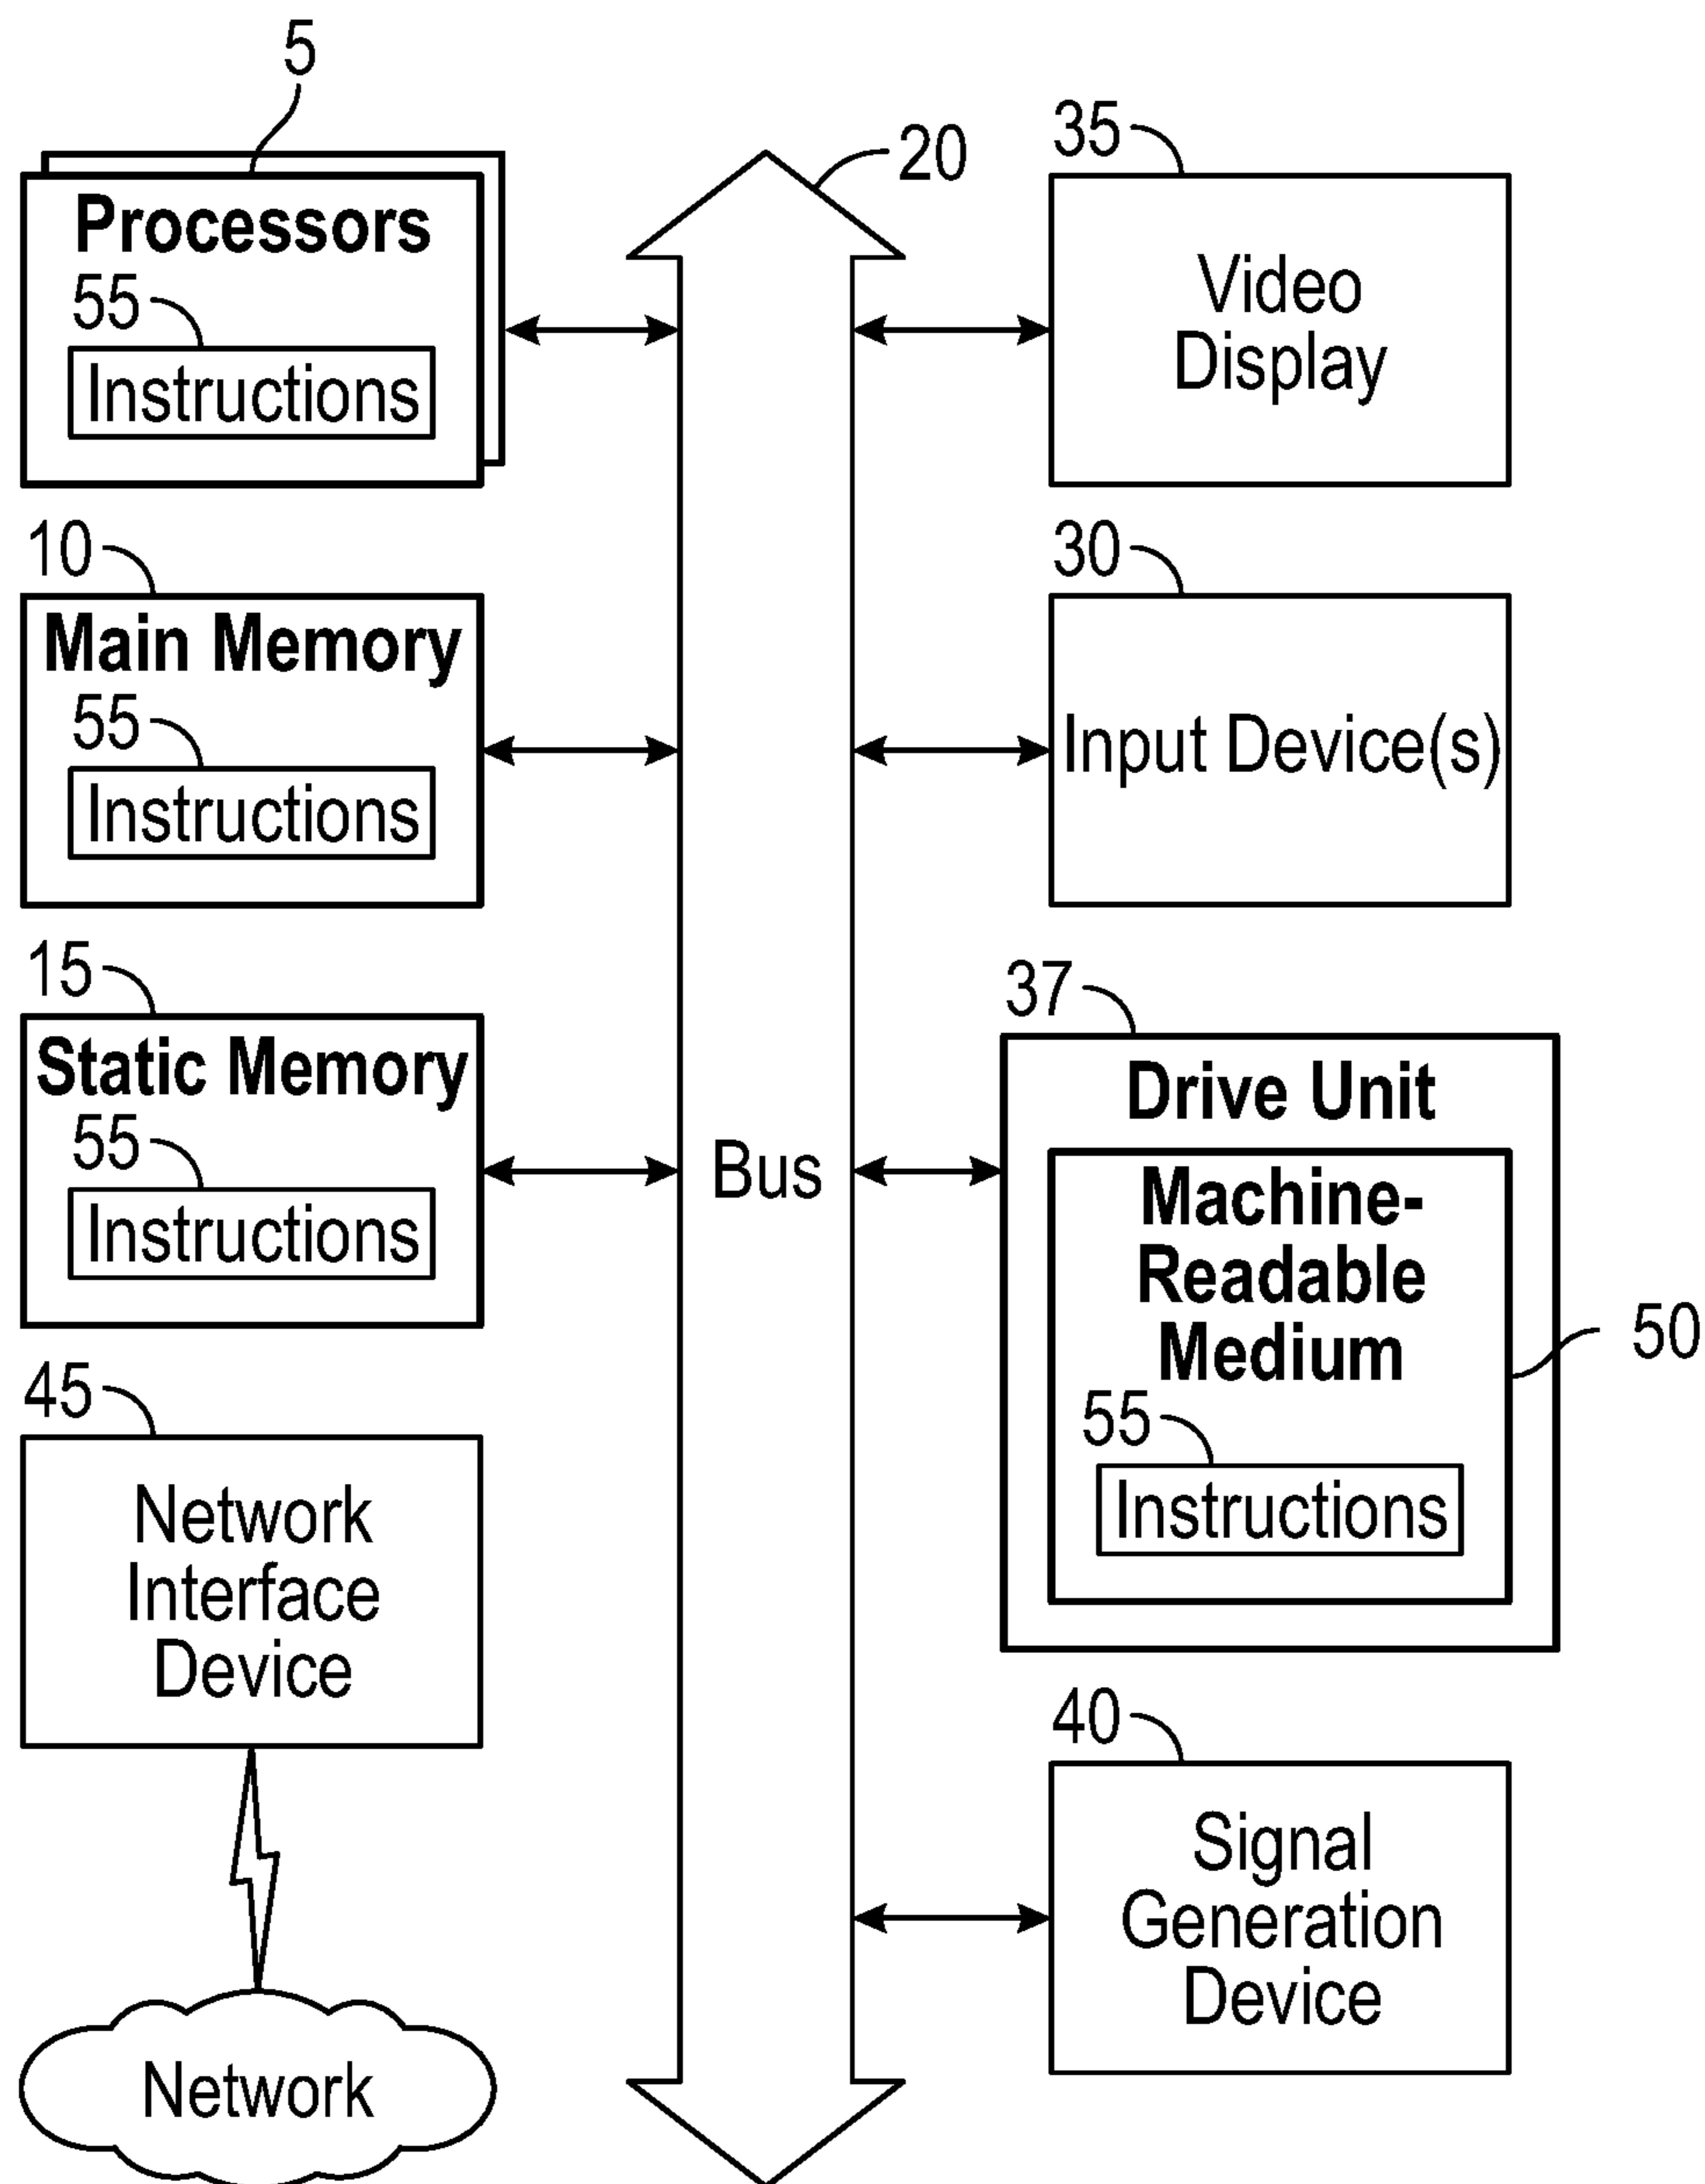 5
Processors
55
Instructions
10
Main Memory
55
Instructions
15
Static Memory
55
Instructions
45
Network
Interface
Device
Network
20
Bus
35
Video
Display
30
Input Device(s)
37
Drive Unit
Machine-
Readable
Medium
50
55
Instructions
40
Signal
Generation
Device